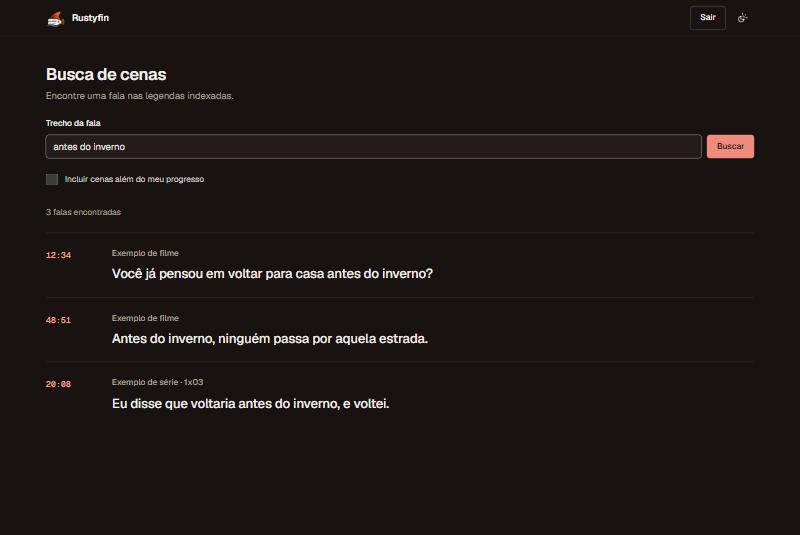 Rustyfin
Sair
Busca de cenas
Encontre uma fala nas legendas indexadas.
Trecho da fala
antes do inverno
Buscar
Incluir cenas além do meu progresso
3 falas encontradas
12:34
Exemplo de filme
Você já pensou em voltar para casa antes do inverno?
48:51
Exemplo de filme
Antes do inverno, ninguém passa por aquela estrada.
20:08
Exemplo de série · 1x03
Eu disse que voltaria antes do inverno, e voltei.